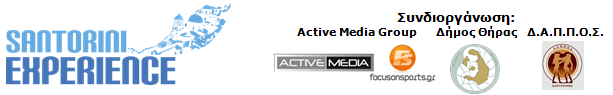 SANTORINI
EXPERIENCE
Συνδιοργάνωση:
Active Media Group Δήμος Θήρας Δ.Α.Π.Π.Ο.Σ.
ACTIVE MEDIA
focusonsports.gr